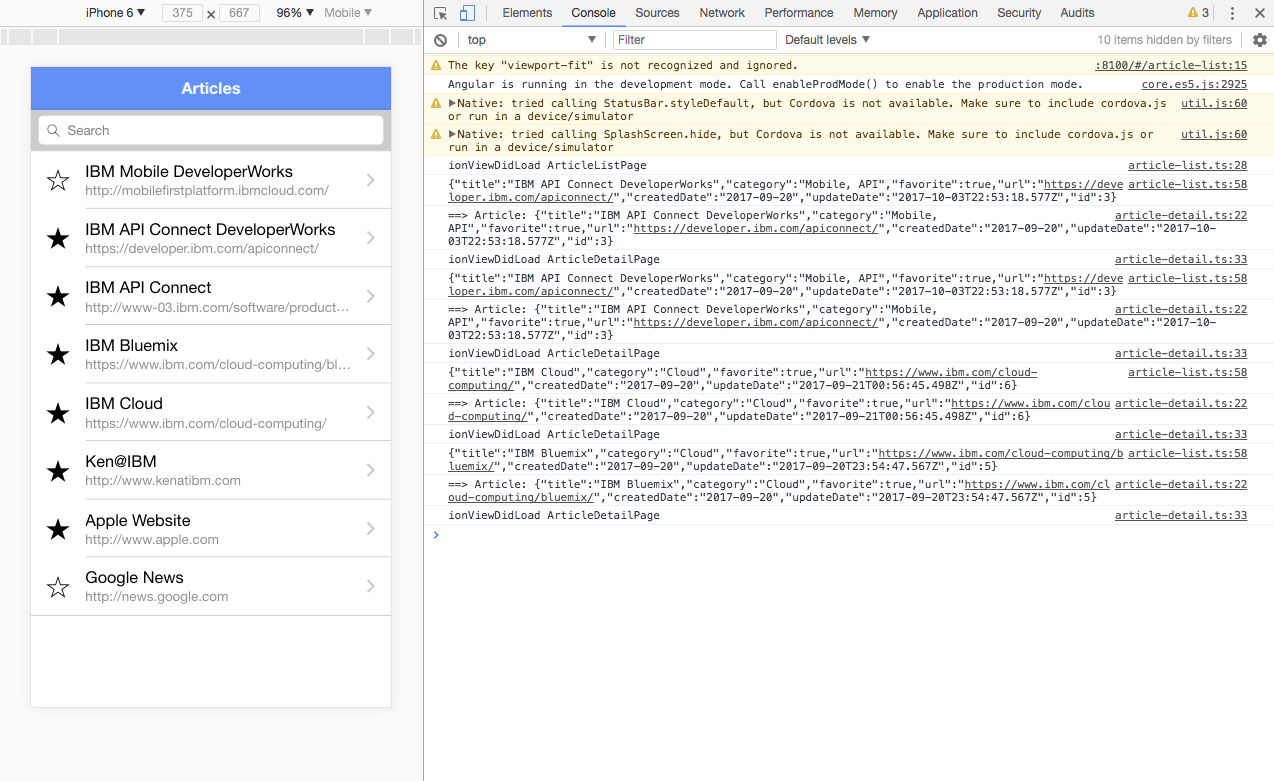 iPhone 6 ▼ 375 × 667 96% ▼ Mobile ▼
Articles
Search
IBM Mobile DeveloperWorks
http://mobilefirstplatform.ibmcloud.com/
IBM API Connect DeveloperWorks
https://developer.ibm.com/apiconnect/
IBM API Connect
http://www-03.ibm.com/software/product…
IBM Bluemix
https://www.ibm.com/cloud-computing/bl…
IBM Cloud
https://www.ibm.com/cloud-computing/
Ken@IBM
http://www.kenatibm.com
Apple Website
http://www.apple.com
Google News
http://news.google.com
Elements Console Sources Network Performance Memory Application Security Audits 3
top ▼ Filter Default levels ▼ 10 items hidden by filters
The key "viewport-fit" is not recognized and ignored. :8100/#/article-list:15
Angular is running in the development mode. Call enableProdMode() to enable the production mode. core.es5.js:2925
▶Native: tried calling StatusBar.styleDefault, but Cordova is not available. Make sure to include cordova.js util.js:60
or run in a device/simulator
▶Native: tried calling SplashScreen.hide, but Cordova is not available. Make sure to include cordova.js or util.js:60
run in a device/simulator
ionViewDidLoad ArticleListPage article-list.ts:28
{"title":"IBM API Connect DeveloperWorks","category":"Mobile, API","favorite":true,"url":"https://deve article-list.ts:58
loper.ibm.com/apiconnect/","createdDate":"2017-09-20","updateDate":"2017-10-03T22:53:18.577Z","id":3}
==> Article: {"title":"IBM API Connect DeveloperWorks","category":"Mobile, article-detail.ts:22
API","favorite":true,"url":"https://developer.ibm.com/apiconnect/","createdDate":"2017-09-20","updateDate":"2017-10-
03T22:53:18.577Z","id":3}
ionViewDidLoad ArticleDetailPage article-detail.ts:33
{"title":"IBM API Connect DeveloperWorks","category":"Mobile, API","favorite":true,"url":"https://deve article-list.ts:58
loper.ibm.com/apiconnect/","createdDate":"2017-09-20","updateDate":"2017-10-03T22:53:18.577Z","id":3}
==> Article: {"title":"IBM API Connect DeveloperWorks","category":"Mobile, article-detail.ts:22
API","favorite":true,"url":"https://developer.ibm.com/apiconnect/","createdDate":"2017-09-20","updateDate":"2017-10-
03T22:53:18.577Z","id":3}
ionViewDidLoad ArticleDetailPage article-detail.ts:33
{"title":"IBM Cloud","category":"Cloud","favorite":true,"url":"https://www.ibm.com/cloud- article-list.ts:58
computing/","createdDate":"2017-09-20","updateDate":"2017-09-21T00:56:45.498Z","id":6}
==> Article: {"title":"IBM Cloud","category":"Cloud","favorite":true,"url":"https://www.ibm.com/clou article-detail.ts:22
d-computing/","createdDate":"2017-09-20","updateDate":"2017-09-21T00:56:45.498Z","id":6}
ionViewDidLoad ArticleDetailPage article-detail.ts:33
{"title":"IBM Bluemix","category":"Cloud","favorite":true,"url":"https://www.ibm.com/cloud-computing/b article-list.ts:58
luemix/","createdDate":"2017-09-20","updateDate":"2017-09-20T23:54:47.567Z","id":5}
==> Article: {"title":"IBM Bluemix","category":"Cloud","favorite":true,"url":"https://www.ibm.com/cl article-detail.ts:22
oud-computing/bluemix/","createdDate":"2017-09-20","updateDate":"2017-09-20T23:54:47.567Z","id":5}
ionViewDidLoad ArticleDetailPage article-detail.ts:33